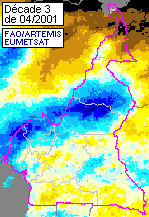 Décade 3
de 04/2001
FAO/ARTEMIS
EUMETSAT